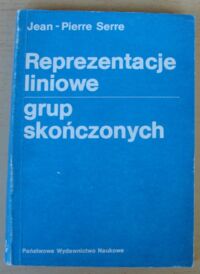 Jean-Pierre Serre
Reprezentacje
liniowe
grup
skończonych
Państwowe Wydawnictwo Naukowe